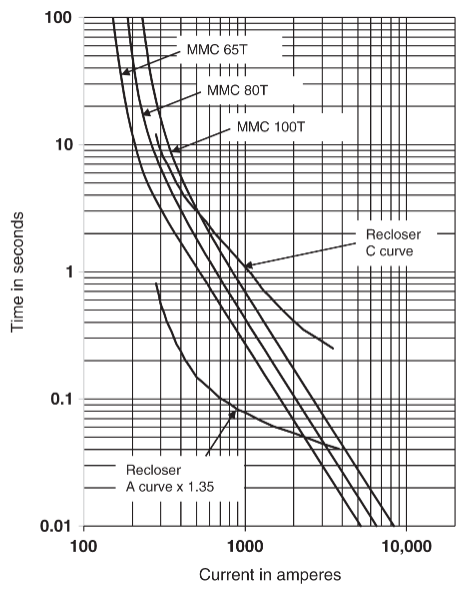 100
MMC 65T
MMC 80T
MMC 100T
10
Recloser
C curve
Time in seconds
1
0.1
Recloser
A curve x 1.35
0.01
100
1000
10,000
Current in amperes